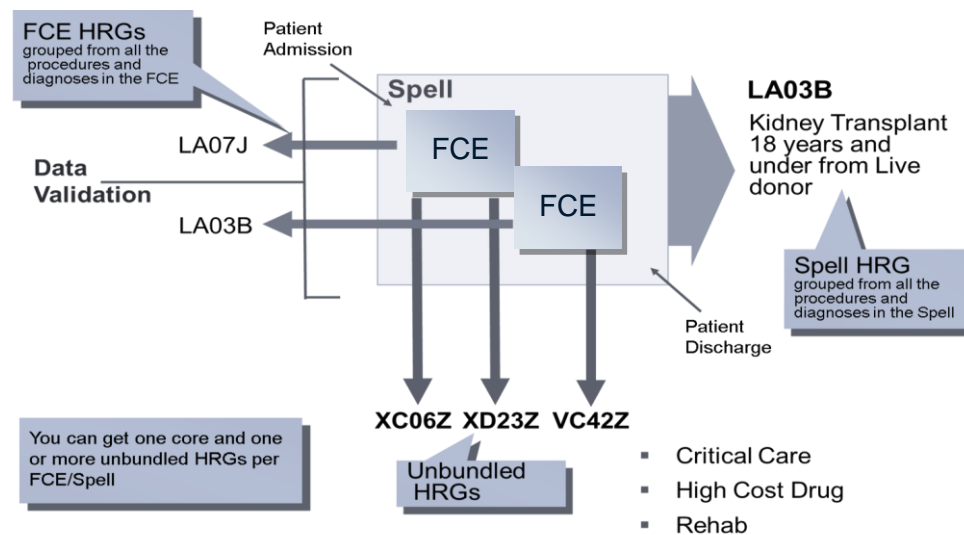 FCE HRGs
grouped from all the
procedures and
diagnoses in the FCE
Patient
Admission
Spell
FCE
FCE
LA07J
Data
Validation
LA03B
LA03B
Kidney Transplant
18 years and
under from Live
donor
Spell HRG
grouped from all the
procedures and
diagnoses in the Spell
Patient
Discharge
XC06Z XD23Z VC42Z
Unbundled
HRGs
You can get one core and one
or more unbundled HRGs per
FCE/Spell
▪ Critical Care
▪ High Cost Drug
▪ Rehab